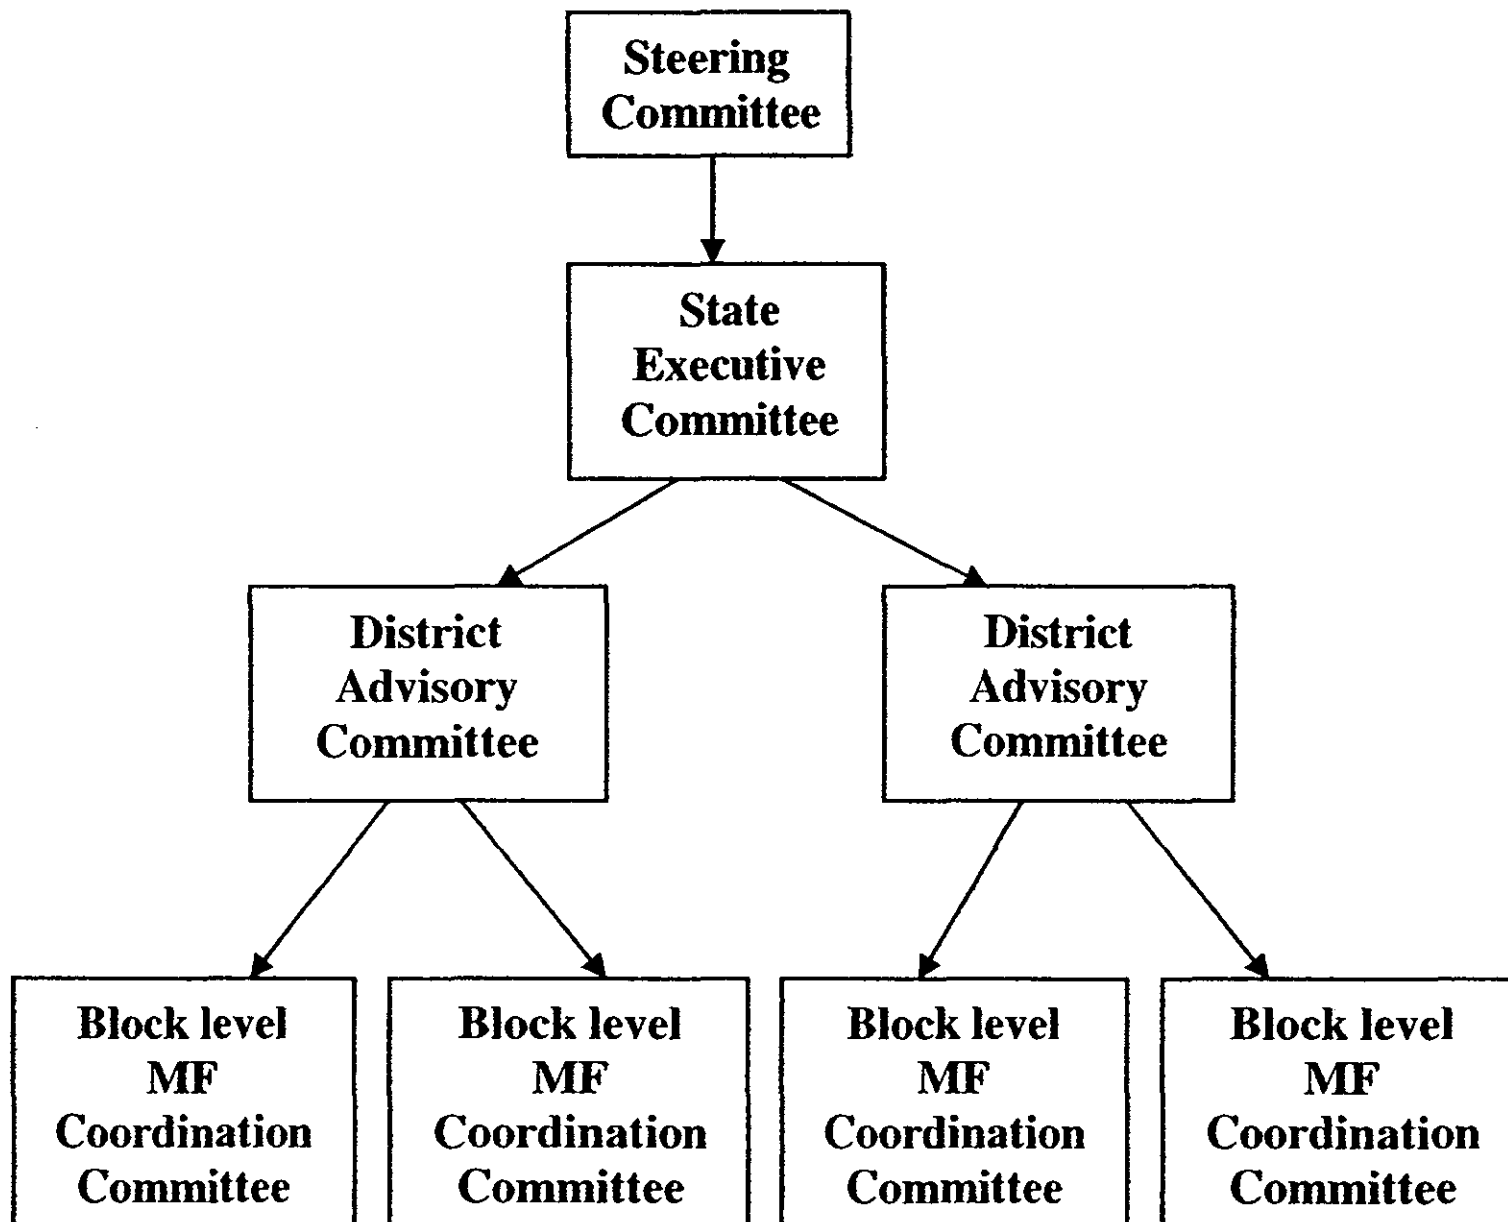 Steering
Committee
State
Executive
Committee
District
Advisory
Committee
District
Advisory
Committee
Block level
MF
Coordination
Committee
Block level
MF
Coordination
Committee
Block level
MF
Coordination
Committee
Block level
MF
Coordination
Committee